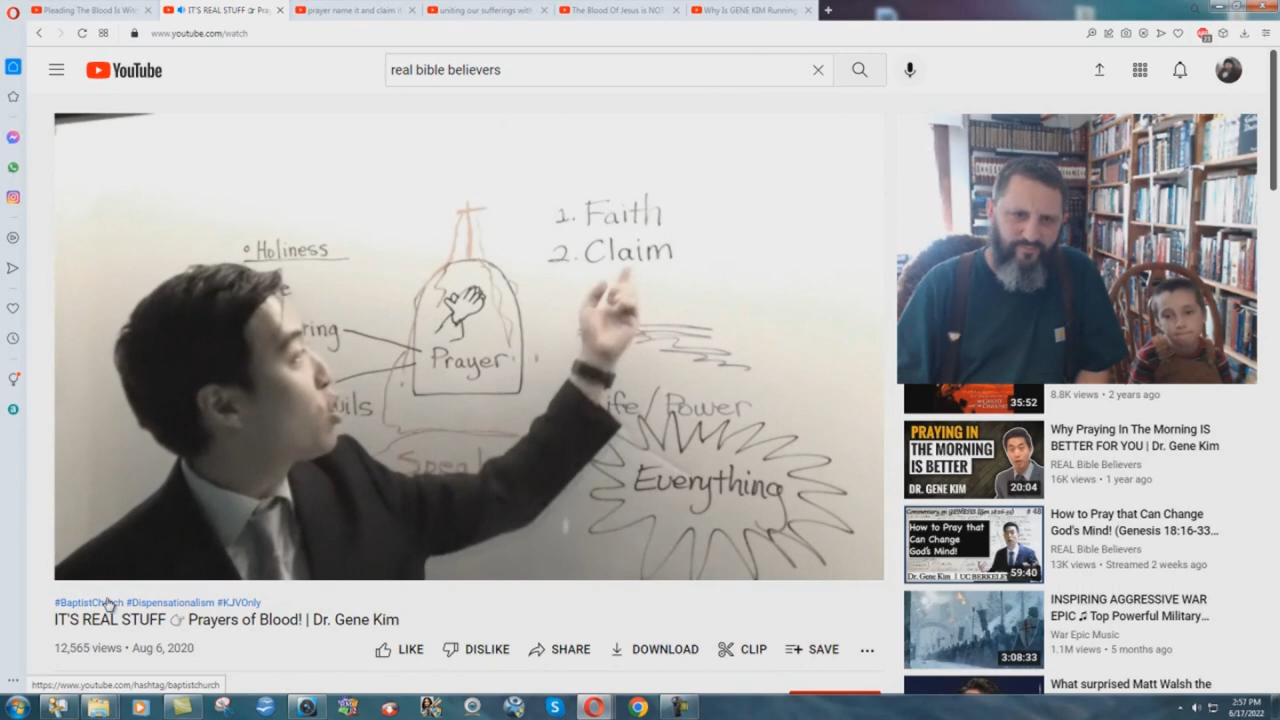 Pleading The Blood Is With
IT'S REAL STUFF 👉 Pra
prayer name it and claim i
uniting our sufferings with
The Blood Of Jesus is NOT
Why Is GENE KIM Running
www.youtube.com/watch
23
YouTube
real bible believers
1. Faith
2. Claim
Holiness
Prayer
Power
Everything
35:52
8.8K views • 2 years ago
PRAYING IN
THE MORNING
IS BETTER
DR. GENE KIM
20:04
Why Praying In The Morning IS
BETTER FOR YOU | Dr. Gene Kim
REAL Bible Believers
16K views • 1 year ago
# 48
How to Pray that
Can Change
God's Mind!
Dr. Gene Kim | UC BERKELEY
59:40
How to Pray that Can Change
God's Mind! (Genesis 18:16-33...
REAL Bible Believers
13K views • Streamed 2 weeks ago
3:08:33
INSPIRING AGGRESSIVE WAR
EPIC ♫ Top Powerful Military...
War Epic Music
1.1M views • 5 months ago
What surprised Matt Walsh the
#BaptistChurch #Dispensationalism #KJVOnly
IT'S REAL STUFF 👉 Prayers of Blood! | Dr. Gene Kim
12,565 views • Aug 6, 2020
LIKE
DISLIKE
SHARE
DOWNLOAD
CLIP
SAVE
https://www.youtube.com/hashtag/baptistchurch
2:57 PM
6/17/2022